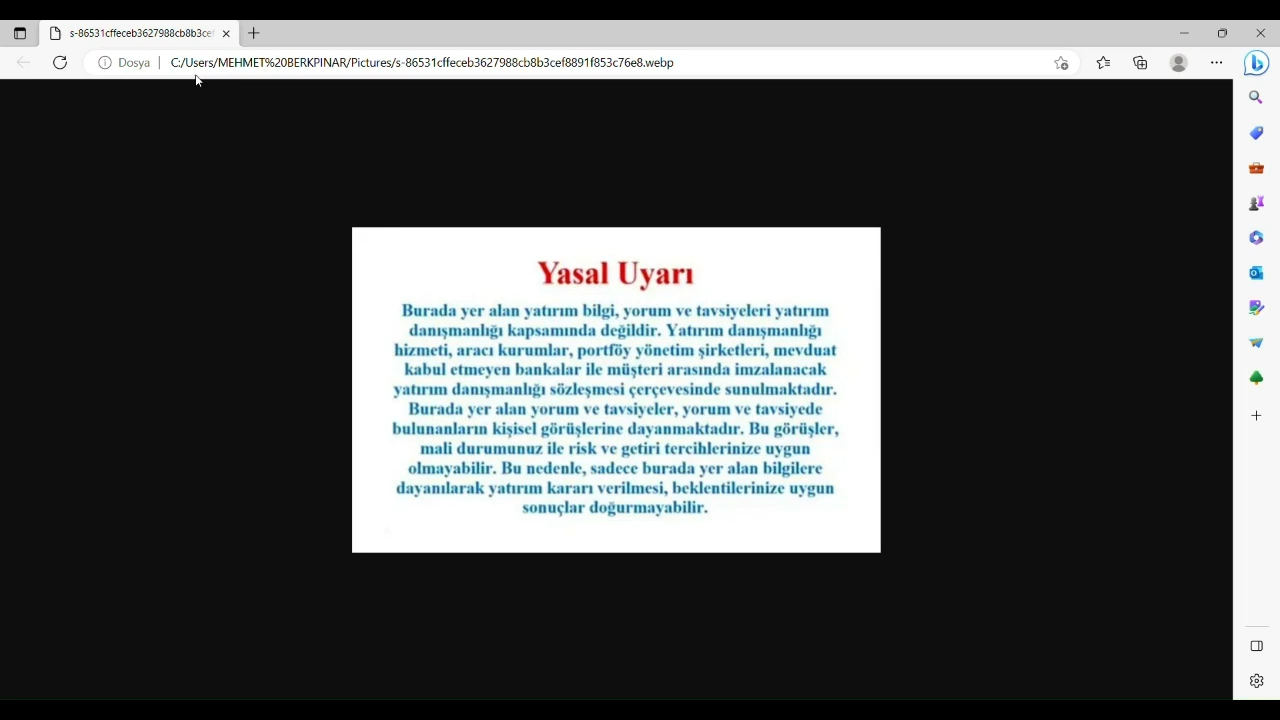 s-86531cffeceb3627988cb8b3cef
Dosya
C:/Users/MEHMET%20BERKPINAR/Pictures/s-86531cffeceb3627988cb8b3cef8891f853c76e8.webp
Yasal Uyarı
Burada yer alan yatırım bilgi, yorum ve tavsiyeleri yatırım
danışmanlığı kapsamında değildir. Yatırım danışmanlığı
hizmeti, aracı kurumlar, portföy yönetim şirketleri, mevduat
kabul etmeyen bankalar ile müşteri arasında imzalanacak
yatırım danışmanlığı sözleşmesi çerçevesinde sunulmaktadır.
Burada yer alan yorum ve tavsiyeler, yorum ve tavsiyede
bulunanların kişisel görüşlerine dayanmaktadır. Bu görüşler,
mali durumunuz ile risk ve getiri tercihlerinize uygun
olmayabilir. Bu nedenle, sadece burada yer alan bilgilere
dayanılarak yatırım kararı verilmesi, beklentilerinize uygun
sonuçlar doğurmayabilir.